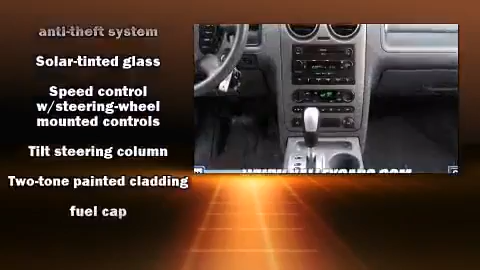 anti-theft system
Solar-tinted glass
Speed control
w/steering-wheel
mounted controls
Tilt steering column
Two-tone painted cladding
fuel cap